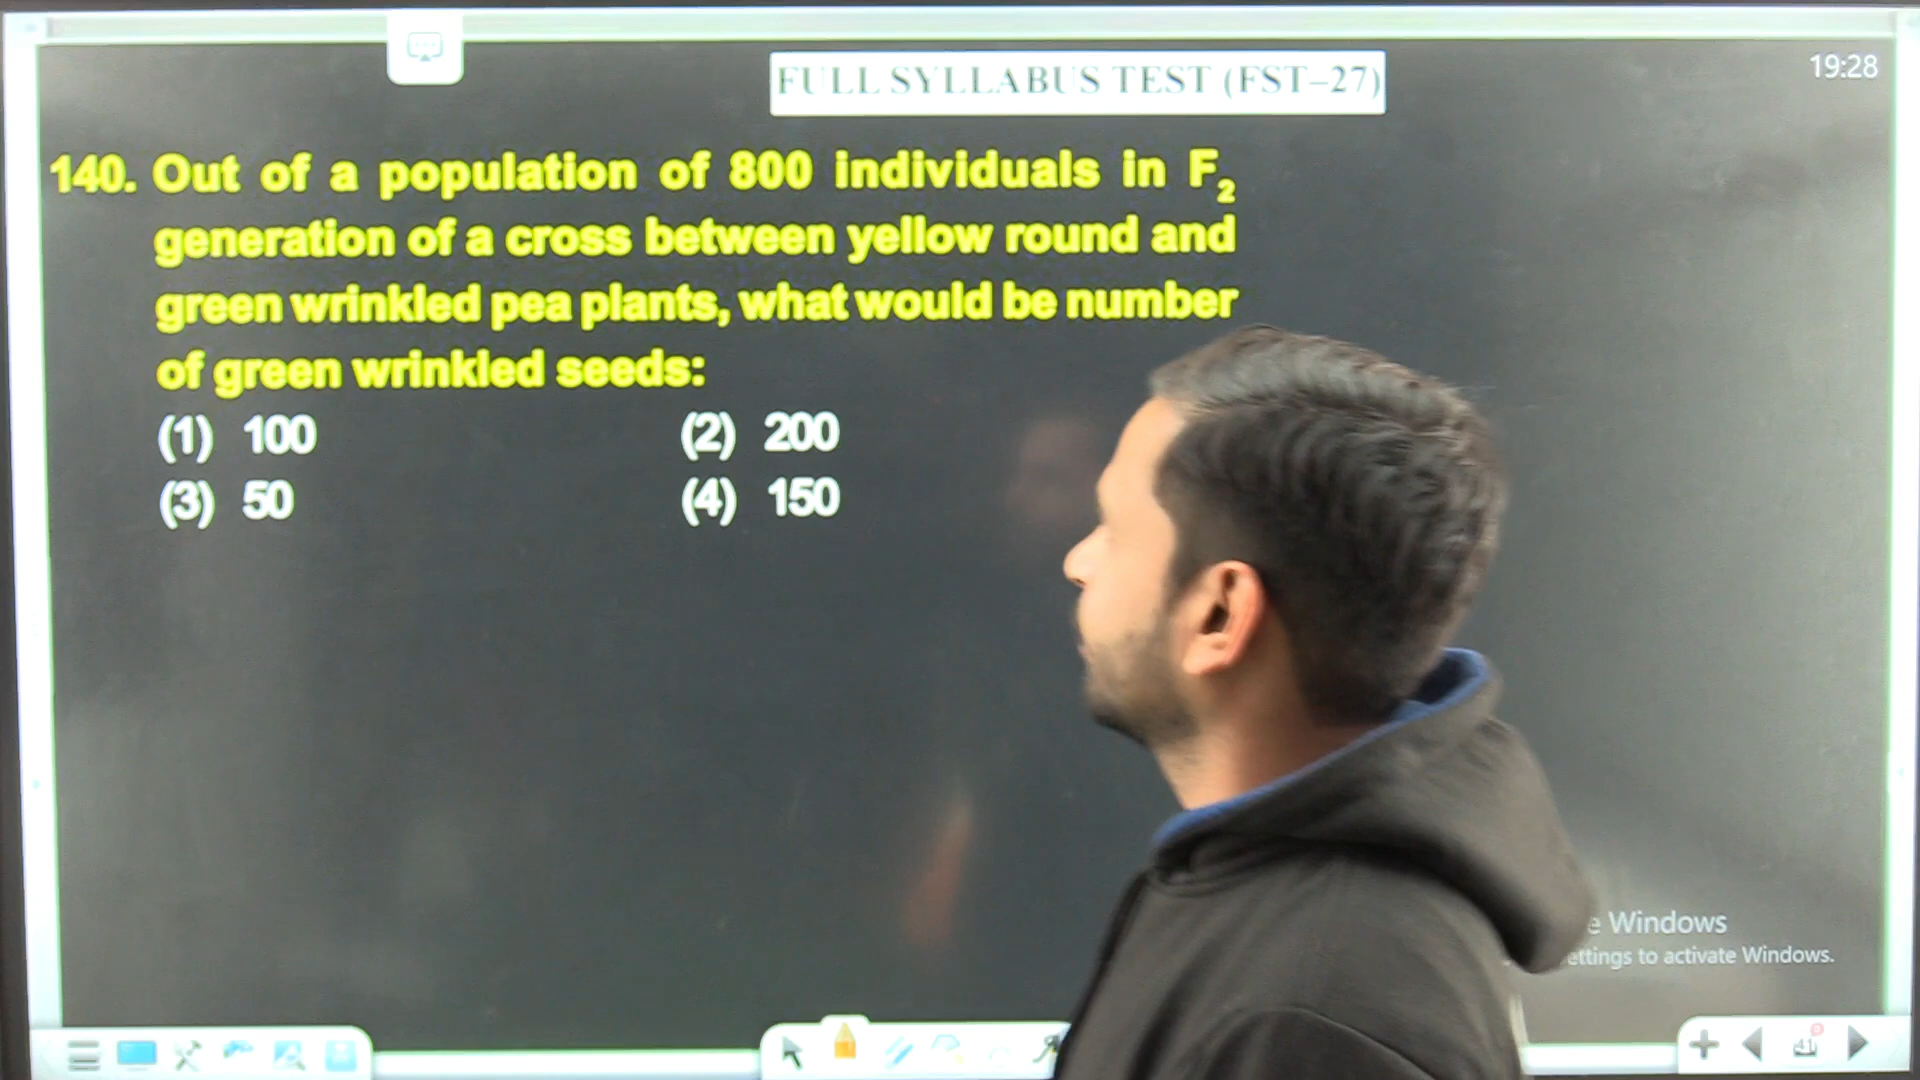 FULL SYLLABUS TEST (FST–27)
19:28
140. Out of a population of 800 individuals in F₂
generation of a cross between yellow round and
green wrinkled pea plants, what would be number
of green wrinkled seeds:
(1) 100 (2) 200
(3) 50 (4) 150
Windows
to activate Windows.
41